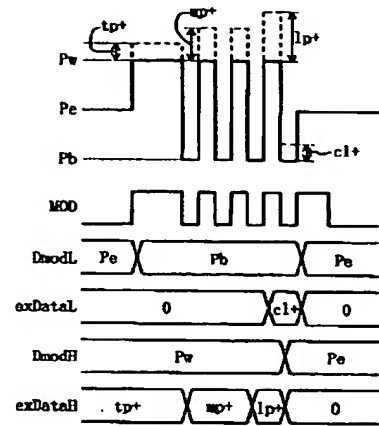 tp+ mp+ lp+
Pw
Pe
Pb
cl+
MOD
DmodL Pe Pb Pe
exDataL 0 cl+ 0
DmodH Pw Pe
exDataH tp+ mp+ lp+ 0